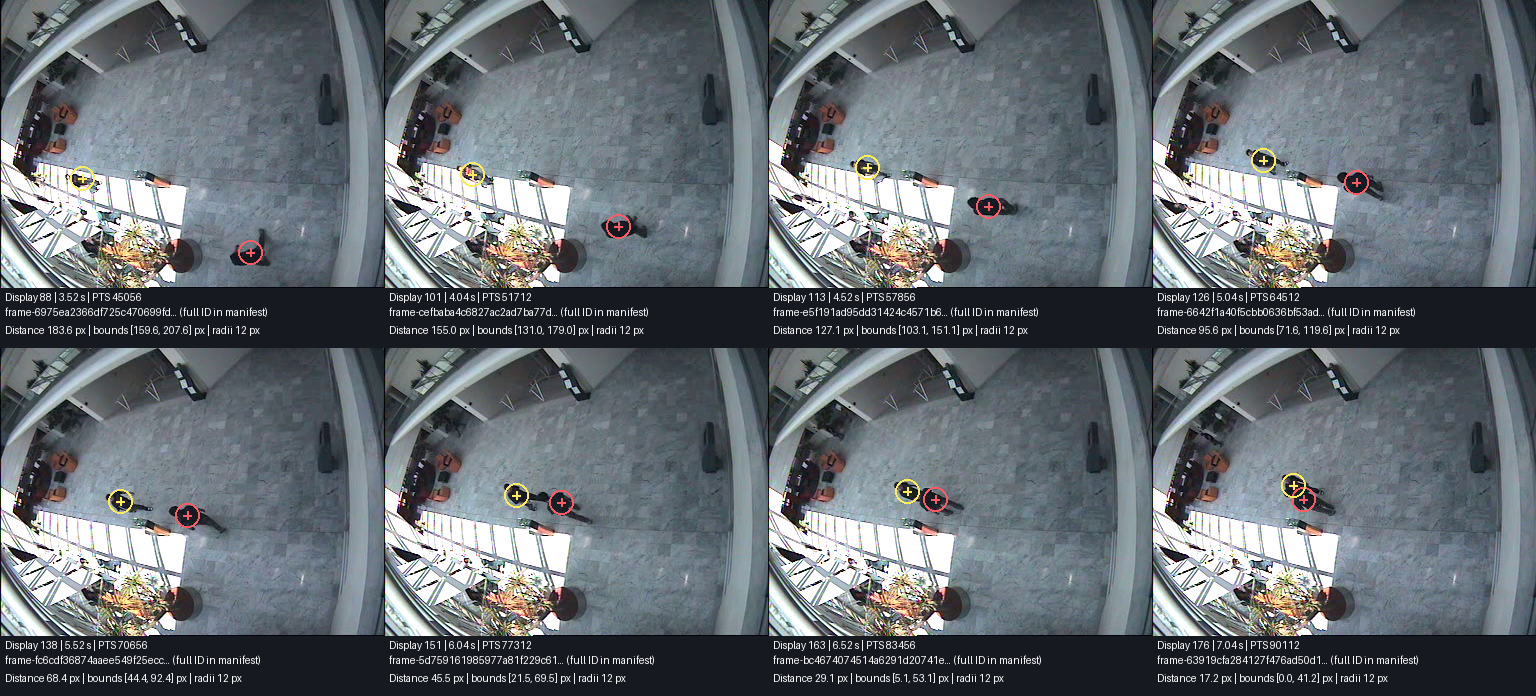 Display 88 | 3.52 s | PTS 45056
frame-6975ea2366df725c470699fd... (full ID in manifest)
Distance 183.6 px | bounds [159.6, 207.6] px | radii 12 px
Display 101 | 4.04 s | PTS 51712
frame-cefbaba4c6827ac2ad7ba77d... (full ID in manifest)
Distance 155.0 px | bounds [131.0, 179.0] px | radii 12 px
Display 113 | 4.52 s | PTS 57856
frame-e5f191ad95dd31424c4571b6... (full ID in manifest)
Distance 127.1 px | bounds [103.1, 151.1] px | radii 12 px
Display 126 | 5.04 s | PTS 64512
frame-6642f1a40f5cbb0636bf53ad... (full ID in manifest)
Distance 95.6 px | bounds [71.6, 119.6] px | radii 12 px
Display 138 | 5.52 s | PTS 70656
frame-fc6cdf36874aaee549f25ecc... (full ID in manifest)
Distance 68.4 px | bounds [44.4, 92.4] px | radii 12 px
Display 151 | 6.04 s | PTS 77312
frame-5d759161985977a81f229c61... (full ID in manifest)
Distance 45.5 px | bounds [21.5, 69.5] px | radii 12 px
Display 163 | 6.52 s | PTS 83456
frame-bc4674074514a6291d20741e... (full ID in manifest)
Distance 29.1 px | bounds [5.1, 53.1] px | radii 12 px
Display 176 | 7.04 s | PTS 90112
frame-63919cfa284127f476ad50d1... (full ID in manifest)
Distance 17.2 px | bounds [0.0, 41.2] px | radii 12 px